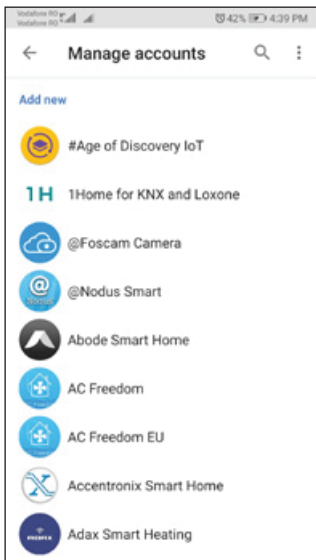 Vodafone RO
Vodafone RO
42% 4:39 PM
Manage accounts
Add new
#Age of Discovery IoT
1H 1Home for KNX and Loxone
@Foscam Camera
@ @Nodus Smart
Abode Smart Home
AC Freedom
AC Freedom EU
Accentronix Smart Home
Adax Smart Heating